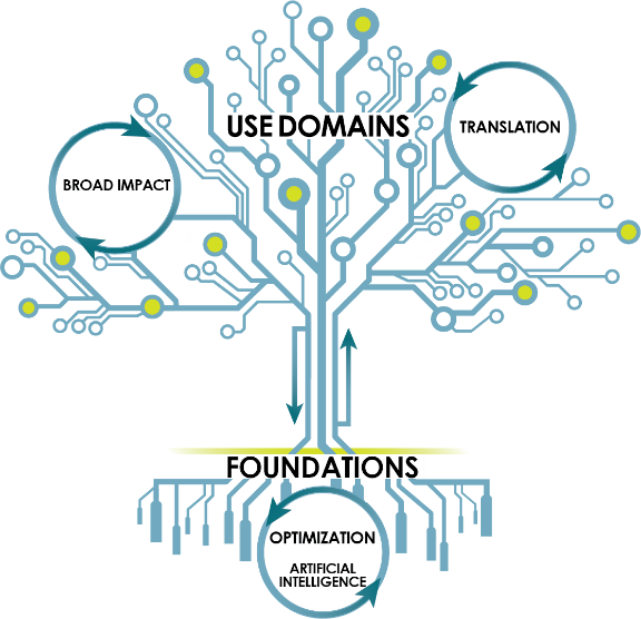 USE DOMAINS
TRANSLATION
BROAD IMPACT
FOUNDATIONS
OPTIMIZATION
ARTIFICIAL
INTELLIGENCE